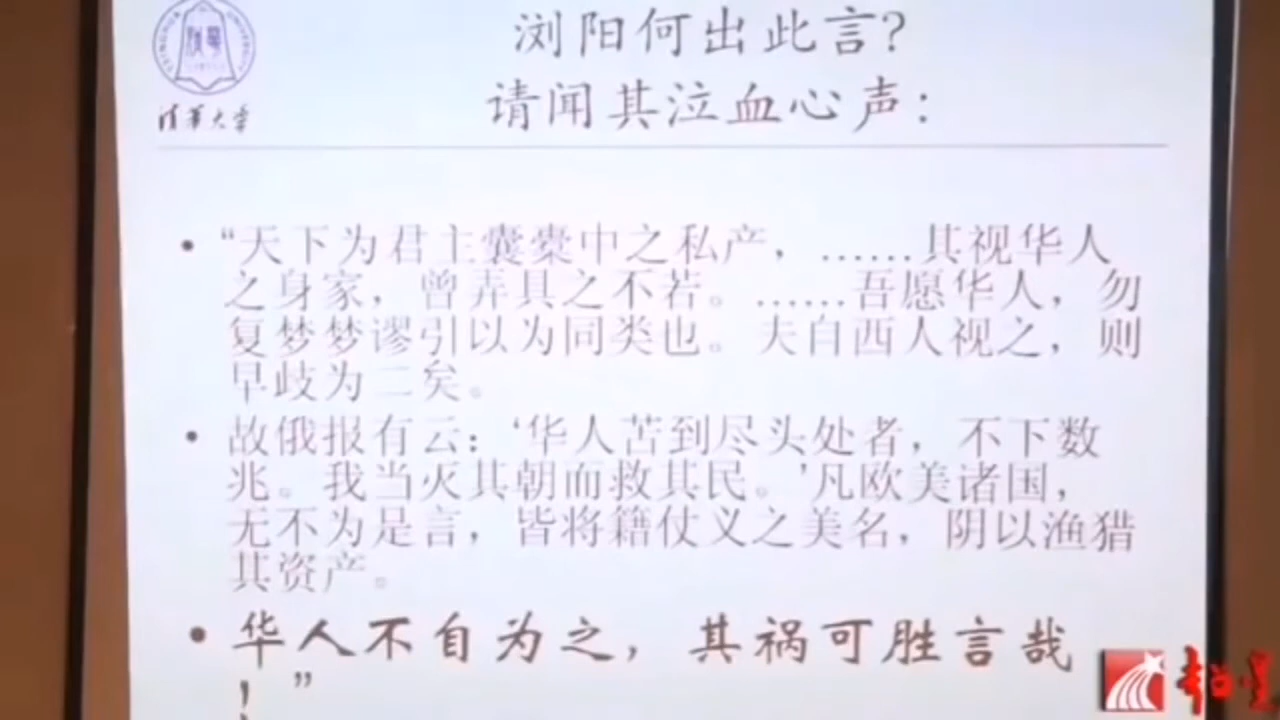 清华大学
浏阳何出此言?
请闻其泣血心声:
• “天下为君主囊橐中之私产, ……其视华人
之身家, 曾弄具之不若。……吾愿华人, 勿
复梦梦谬引以为同类也。夫自西人视之, 则
早歧为二矣。
• 故俄报有云: ‘华人苦到尽头处者, 不下数
兆。我当灭其朝而救其民。’凡欧美诸国,
无不为是言, 皆将籍仗义之美名, 阴以渔猎
其资产。
• 华人不自为之, 其祸可胜言哉
! ”